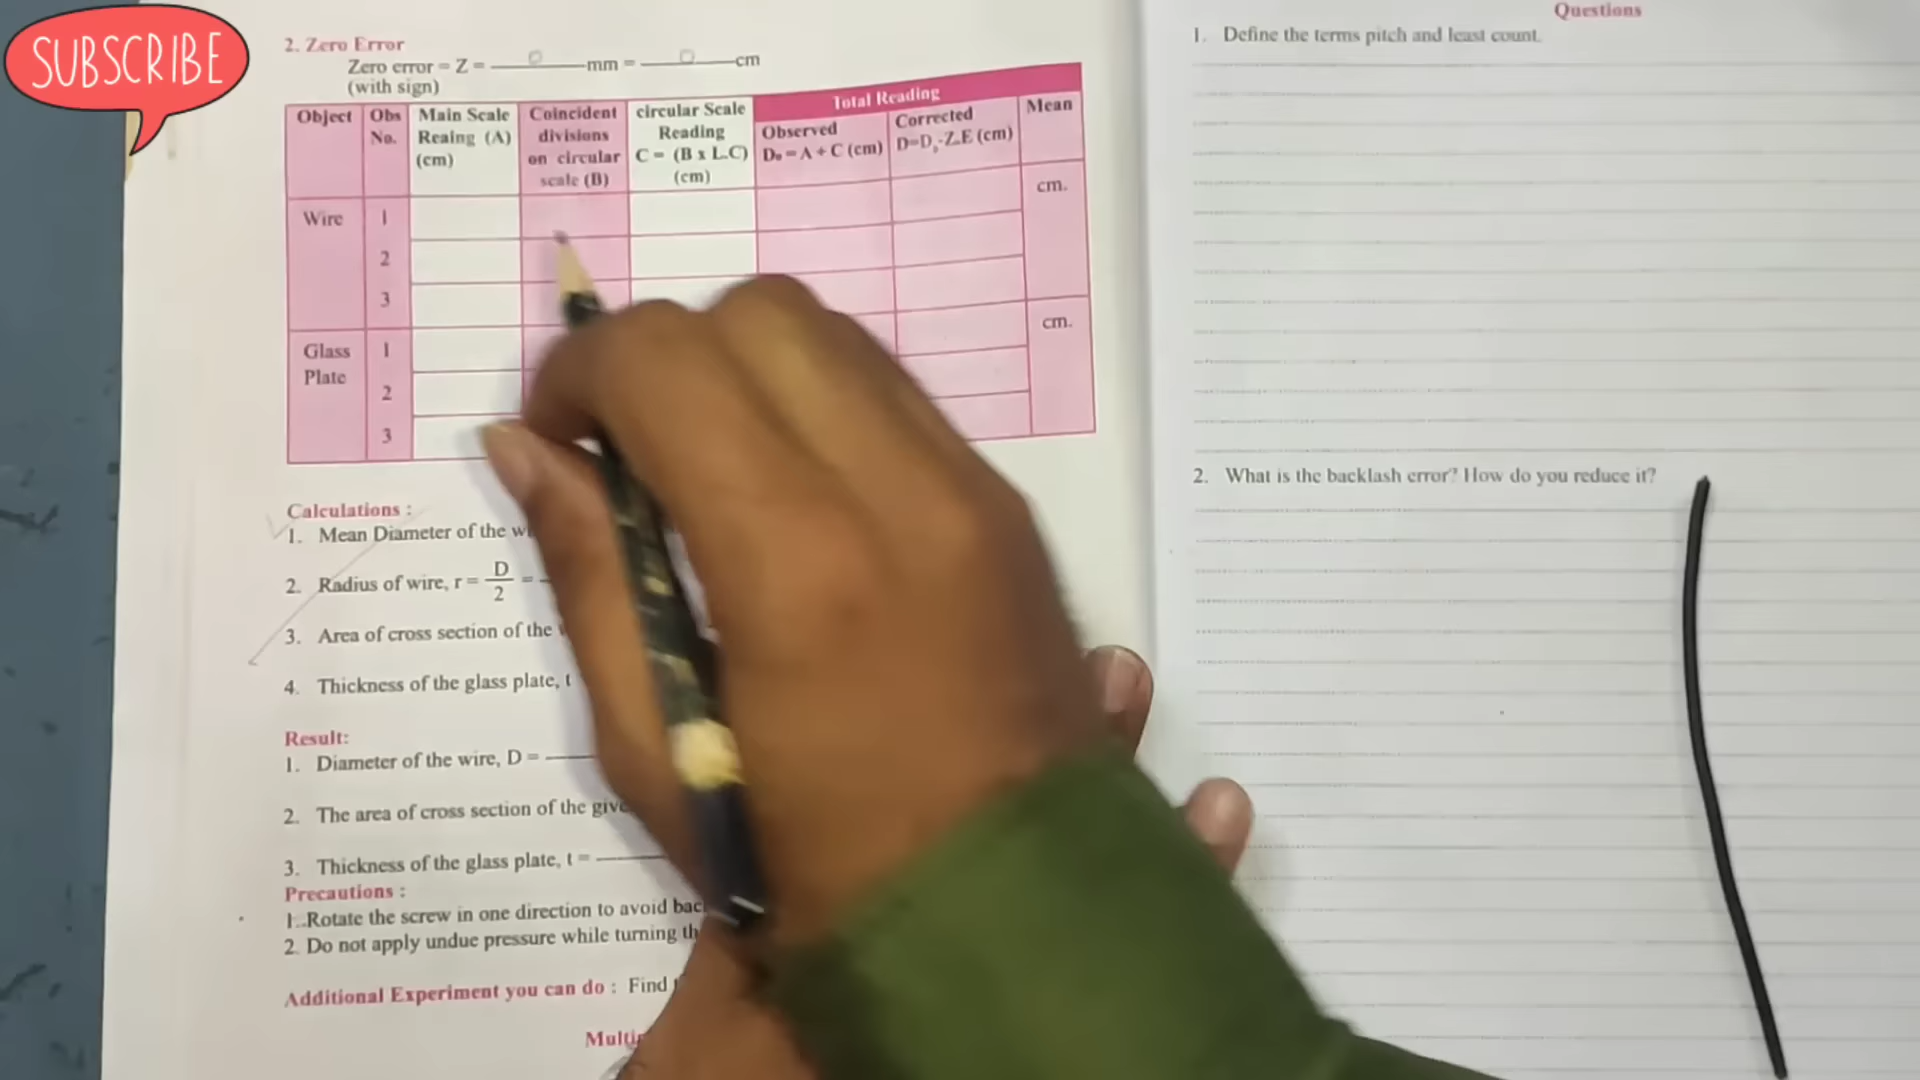 SUBSCRIBE
2. Zero Error
Zero error = Z = 0 mm = 0 cm
(with sign)
Object
Obs No.
Main Scale Reaing (A) (cm)
Coincident divisions on circular scale (B)
circular Scale Reading C = (B x L.C) (cm)
Total Reading
Observed D₀ = A + C (cm)
Corrected D=D₀-Z.E (cm)
Mean
Wire
1
2
3
cm.
Glass Plate
1
2
3
cm.
Calculations :
1. Mean Diameter of the
2. Radius of wire, r = D/2 =
3. Area of cross section of the
4. Thickness of the glass plate, t
Result:
1. Diameter of the wire, D =
2. The area of cross section of the
3. Thickness of the glass plate, t =
Precautions :
1..Rotate the screw in one direction to avoid
2. Do not apply undue pressure while turning
Additional Experiment you can do : Find
Questions
1. Define the terms pitch and least count.
2. What is the backlash error? How do you reduce it?